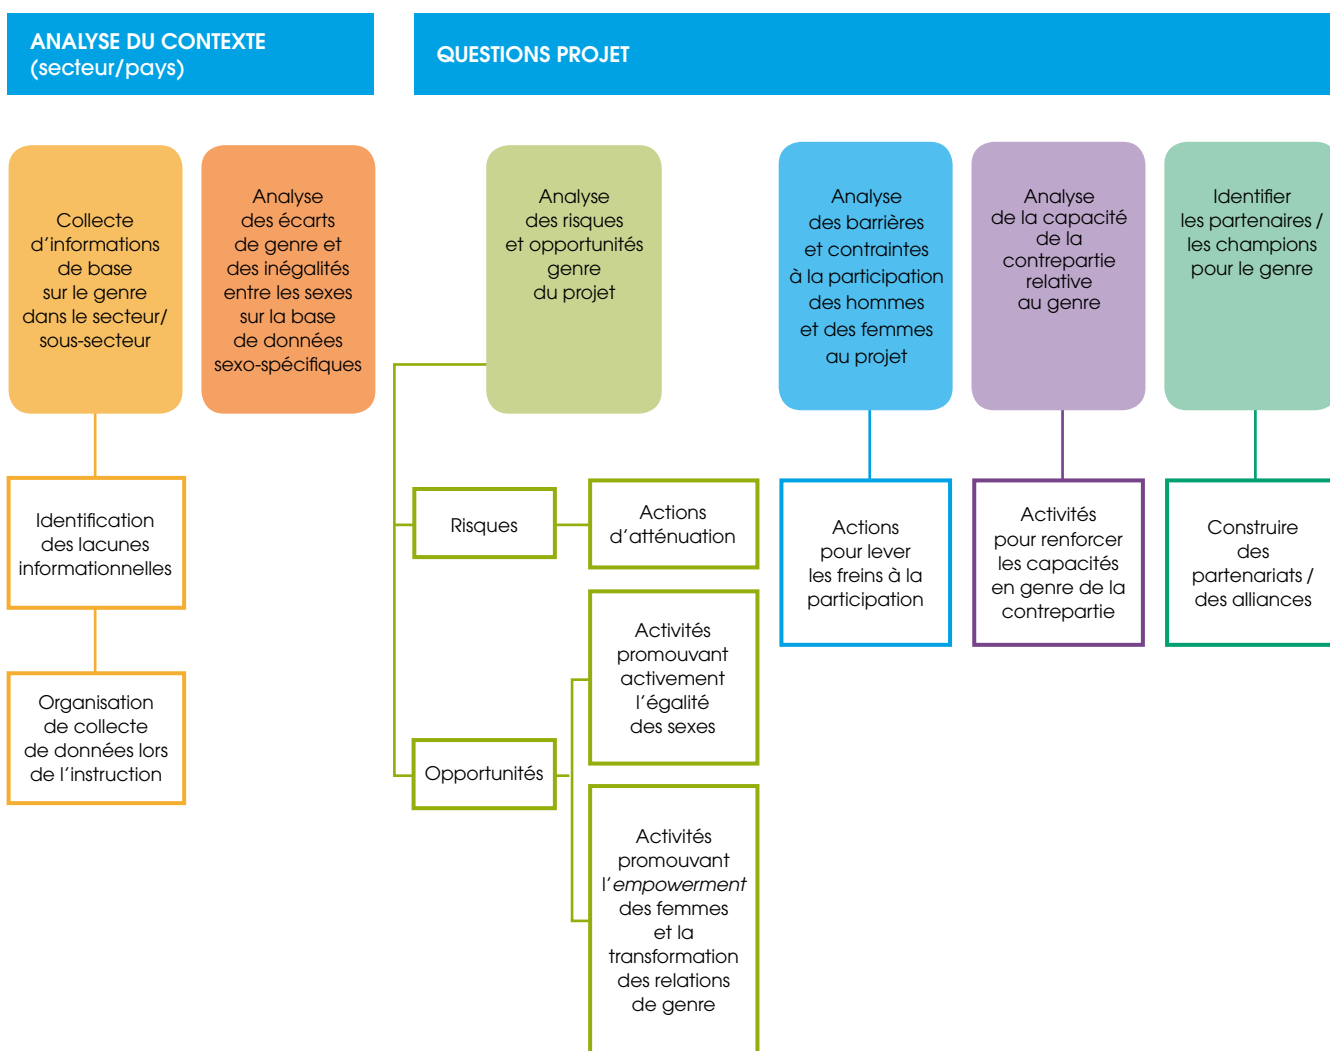 ANALYSE DU CONTEXTE
(secteur/pays)
QUESTIONS PROJET
Collecte
d’informations
de base
sur le genre
dans le secteur/
sous-secteur
Analyse
des écarts
de genre et
des inégalités
entre les sexes
sur la base
de données
sexo-spécifiques
Analyse
des risques
et opportunités
genre
du projet
Analyse
des barrières
et contraintes
à la participation
des hommes
et des femmes
au projet
Analyse
de la capacité
de la
contrepartie
relative
au genre
Identifier
les partenaires /
les champions
pour le genre
Identification
des lacunes
informationnelles
Organisation
de collecte
de données lors
de l’instruction
Risques
Actions
d’atténuation
Opportunités
Activités
promouvant
activement
l’égalité
des sexes
Activités
promouvant
l’empowerment
des femmes
et la
transformation
des relations
de genre
Actions
pour lever
les freins à la
participation
Activités
pour renforcer
les capacités
en genre de la
contrepartie
Construire
des
partenariats /
des alliances